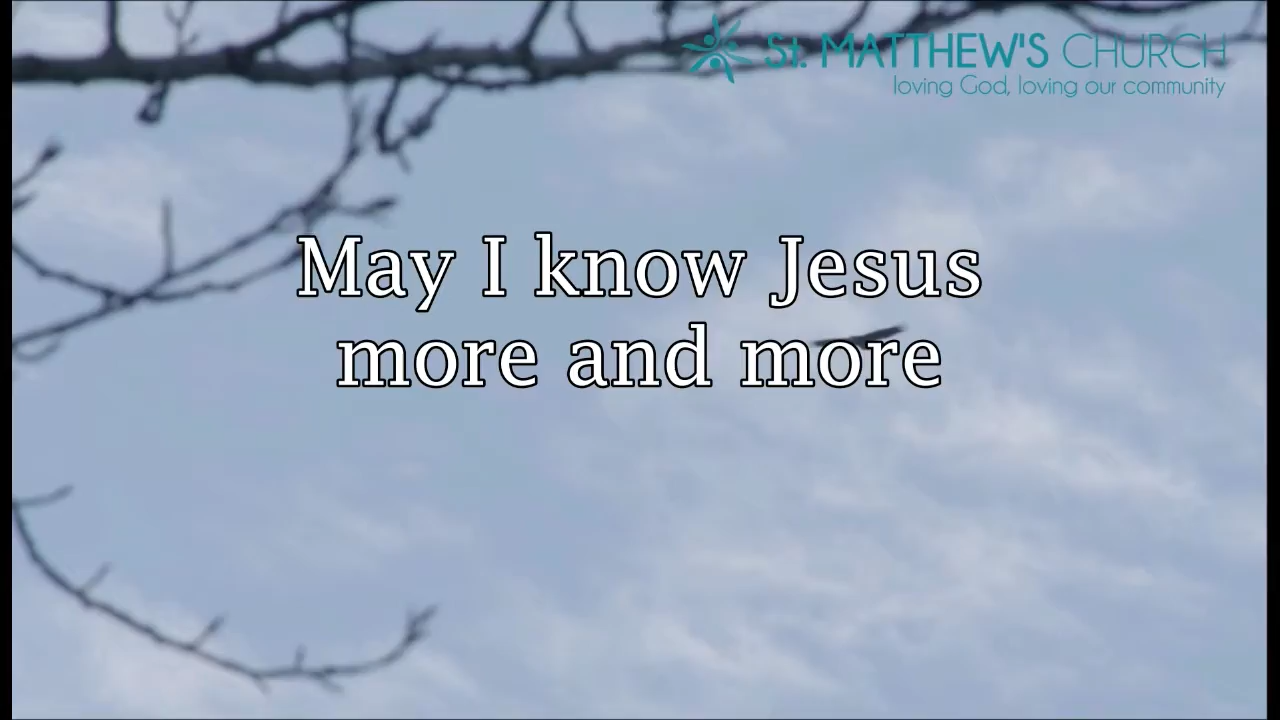 St. MATTHEW'S CHURCH
loving God, loving our community
May I know Jesus
more and more